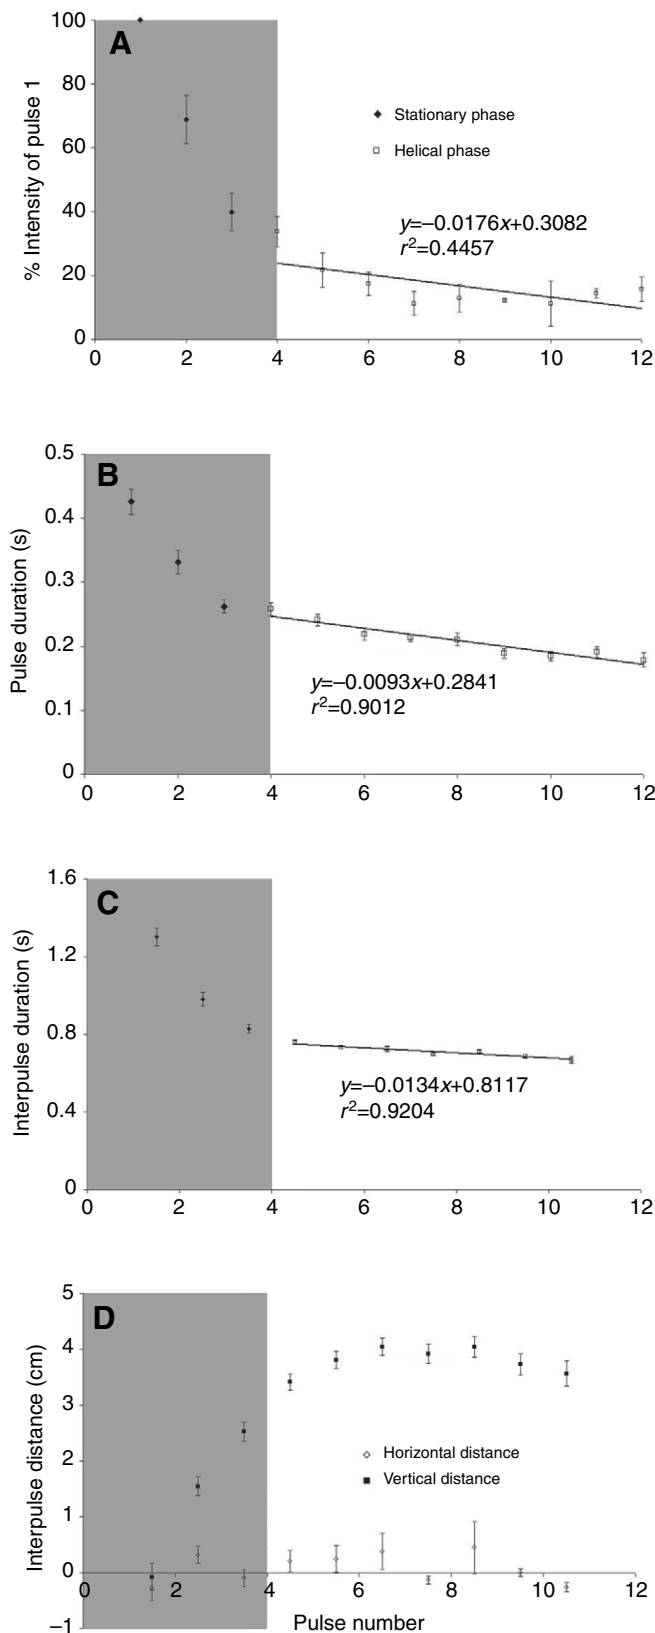 A
% Intensity of pulse 1
100
80
60
40
20
0
Stationary phase
Helical phase
y=–0.0176x+0.3082
r²=0.4457
0 2 4 6 8 10 12
B
Pulse duration (s)
0.5
0.4
0.3
0.2
0.1
0
y=–0.0093x+0.2841
r²=0.9012
0 2 4 6 8 10 12
C
Interpulse duration (s)
1.6
1.2
0.8
0.4
0
y=–0.0134x+0.8117
r²=0.9204
0 2 4 6 8 10 12
D
Interpulse distance (cm)
5
4
3
2
1
0
–1
Horizontal distance
Vertical distance
0 2 4 6 8 10 12
Pulse number